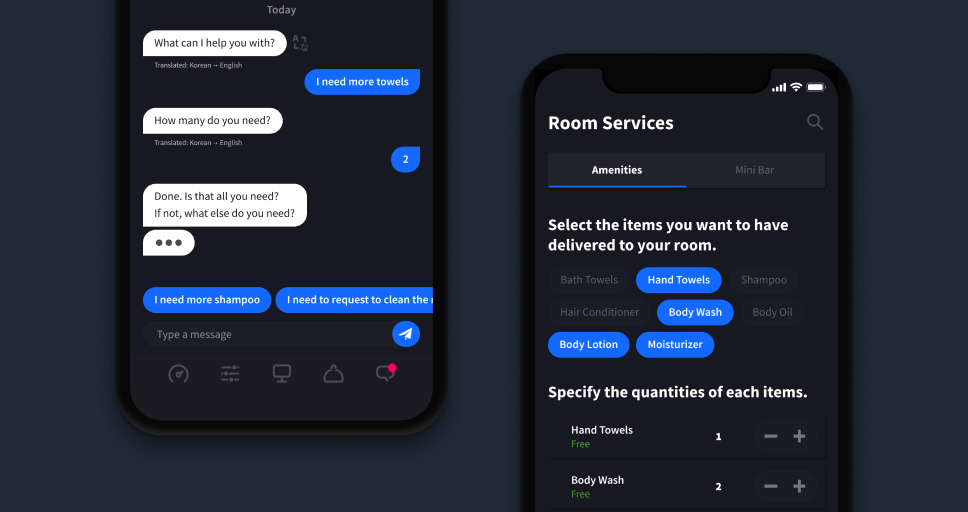 Today
What can I help you with?
Translated: Korean → English
I need more towels
How many do you need?
Translated: Korean → English
2
Done. Is that all you need?
If not, what else do you need?
I need more shampoo
I need to request to clean the
Type a message
Room Services
Amenities
Mini Bar
Select the items you want to have
delivered to your room.
Bath Towels
Hand Towels
Shampoo
Hair Conditioner
Body Wash
Body Oil
Body Lotion
Moisturizer
Specify the quantities of each items.
Hand Towels
Free
1
Body Wash
Free
2